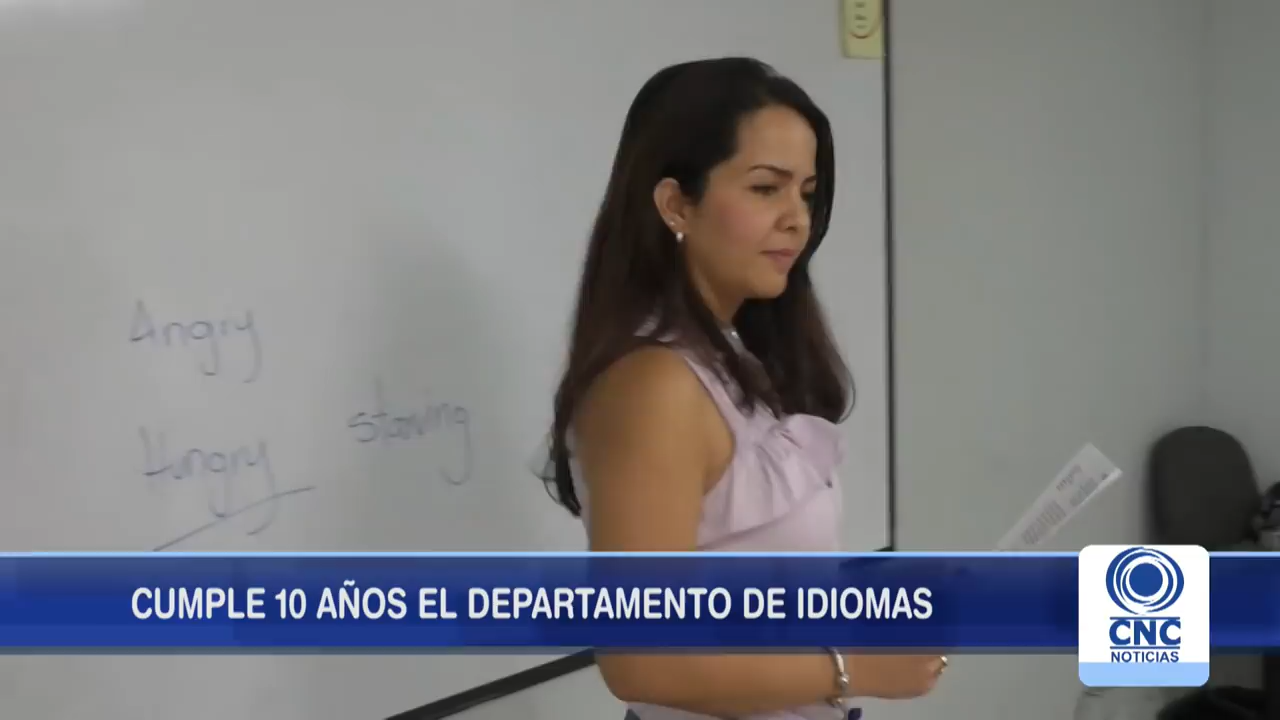 Angry
starving
Hungry
CUMPLE 10 AÑOS EL DEPARTAMENTO DE IDIOMAS
CNC
NOTICIAS